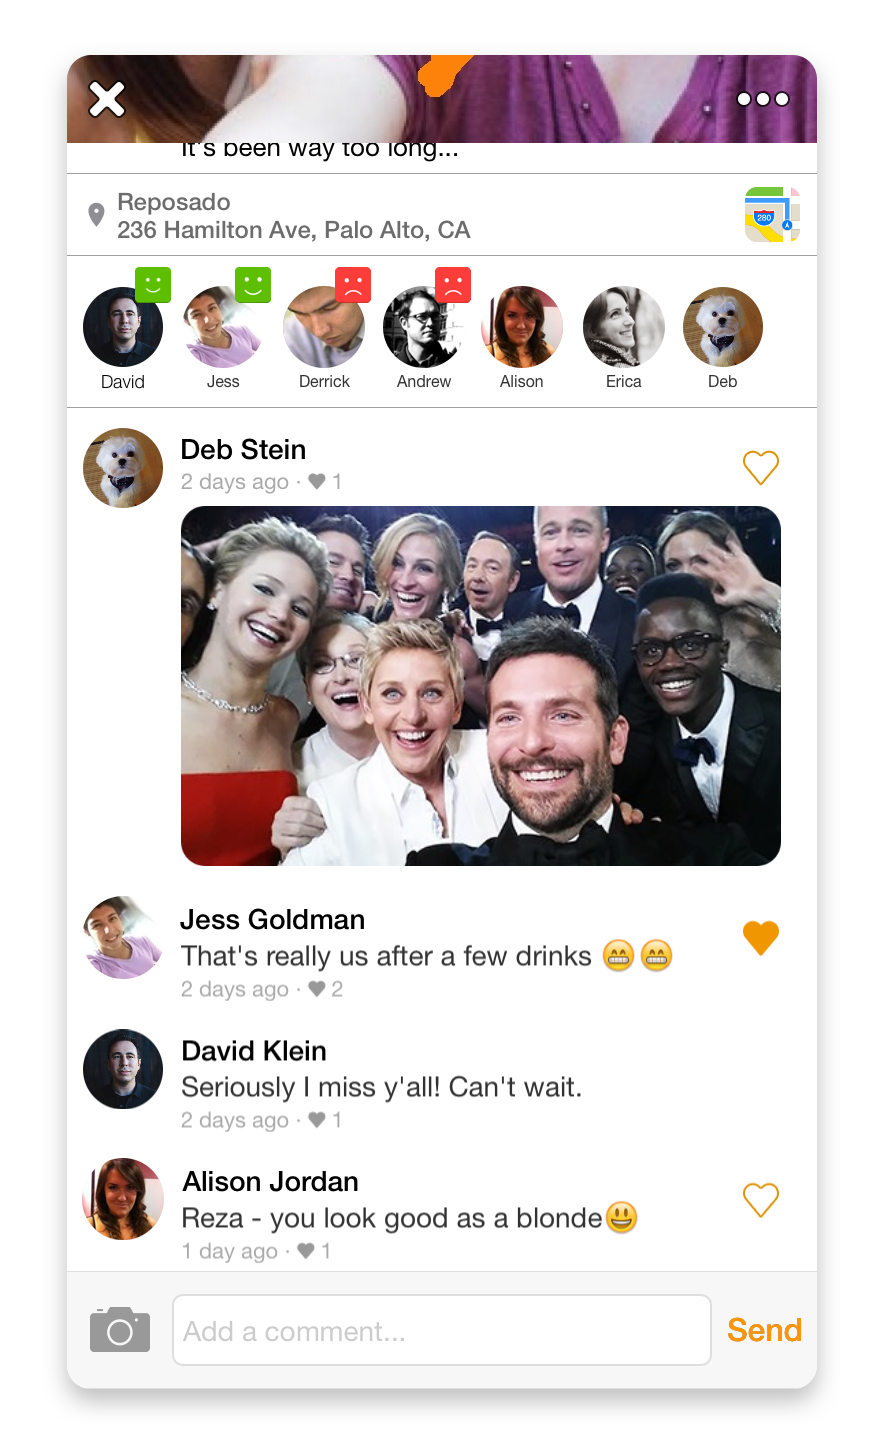 It's been way too long...
Reposado
236 Hamilton Ave, Palo Alto, CA
280
David Jess Derrick Andrew Alison Erica Deb
Deb Stein
2 days ago · 1
Jess Goldman
That's really us after a few drinks 😁😁
2 days ago · 2
David Klein
Seriously I miss y'all! Can't wait.
2 days ago · 1
Alison Jordan
Reza - you look good as a blonde😃
1 day ago · 1
Add a comment...
Send